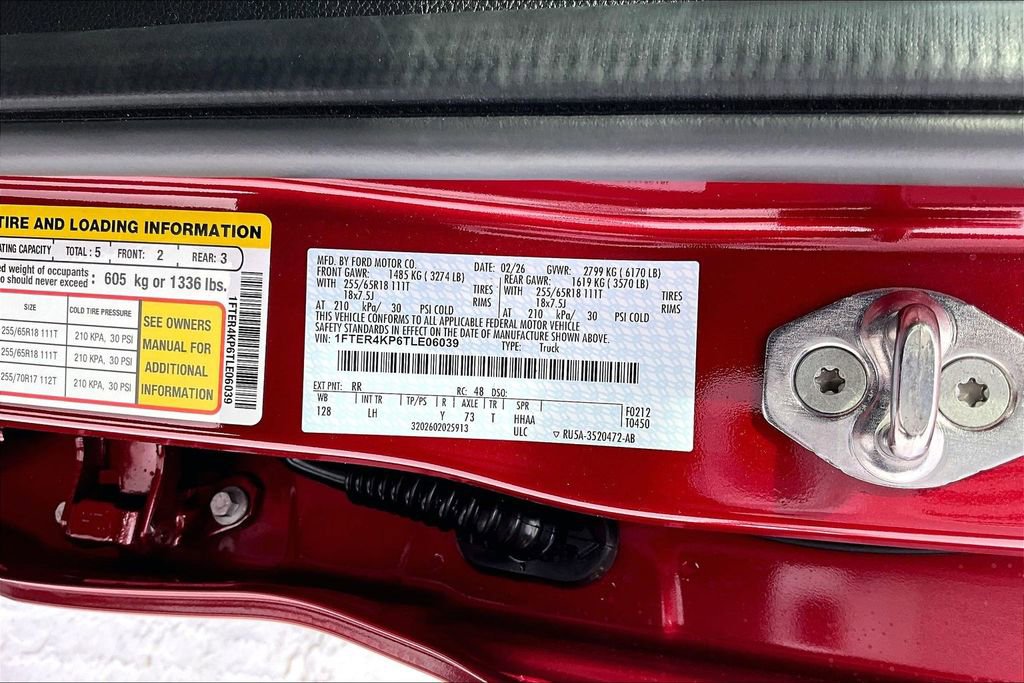 TIRE AND LOADING INFORMATION
ATING CAPACITY TOTAL : 5 FRONT: 2 REAR: 3
ed weight of occupants
o should never exceed : 605 kg or 1336 lbs.
SIZE COLD TIRE PRESSURE
255/65R18 111T 210 KPA, 30 PSI
255/65R18 111T 210 KPA, 30 PSI
255/70R17 112T 210 KPA, 30 PSI
SEE OWNERS
MANUAL FOR
ADDITIONAL
INFORMATION
1FTER4KP6TLE06039
MFD. BY FORD MOTOR CO. DATE: 02/26 GVWR: 2799 KG ( 6170 LB)
FRONT GAWR: 1485 KG ( 3274 LB) REAR GAWR: 1619 KG ( 3570 LB)
WITH 255/65R18 111T TIRES WITH 255/65R18 111T TIRES
18x7.5J RIMS 18x7.5J RIMS
AT 210 kPa/ 30 PSI COLD AT 210 kPa/ 30 PSI COLD
THIS VEHICLE CONFORMS TO ALL APPLICABLE FEDERAL MOTOR VEHICLE
SAFETY STANDARDS IN EFFECT ON THE DATE OF MANUFACTURE SHOWN ABOVE.
VIN: 1FTER4KP6TLE06039 TYPE: Truck
EXT PNT: RR RC: 48 DSO:
WB INT TR TP/PS R AXLE TR SPR F0212
128 LH Y 73 T HHAA T0450
3202602025913 ULC ▽ RU5A-3520472-AB